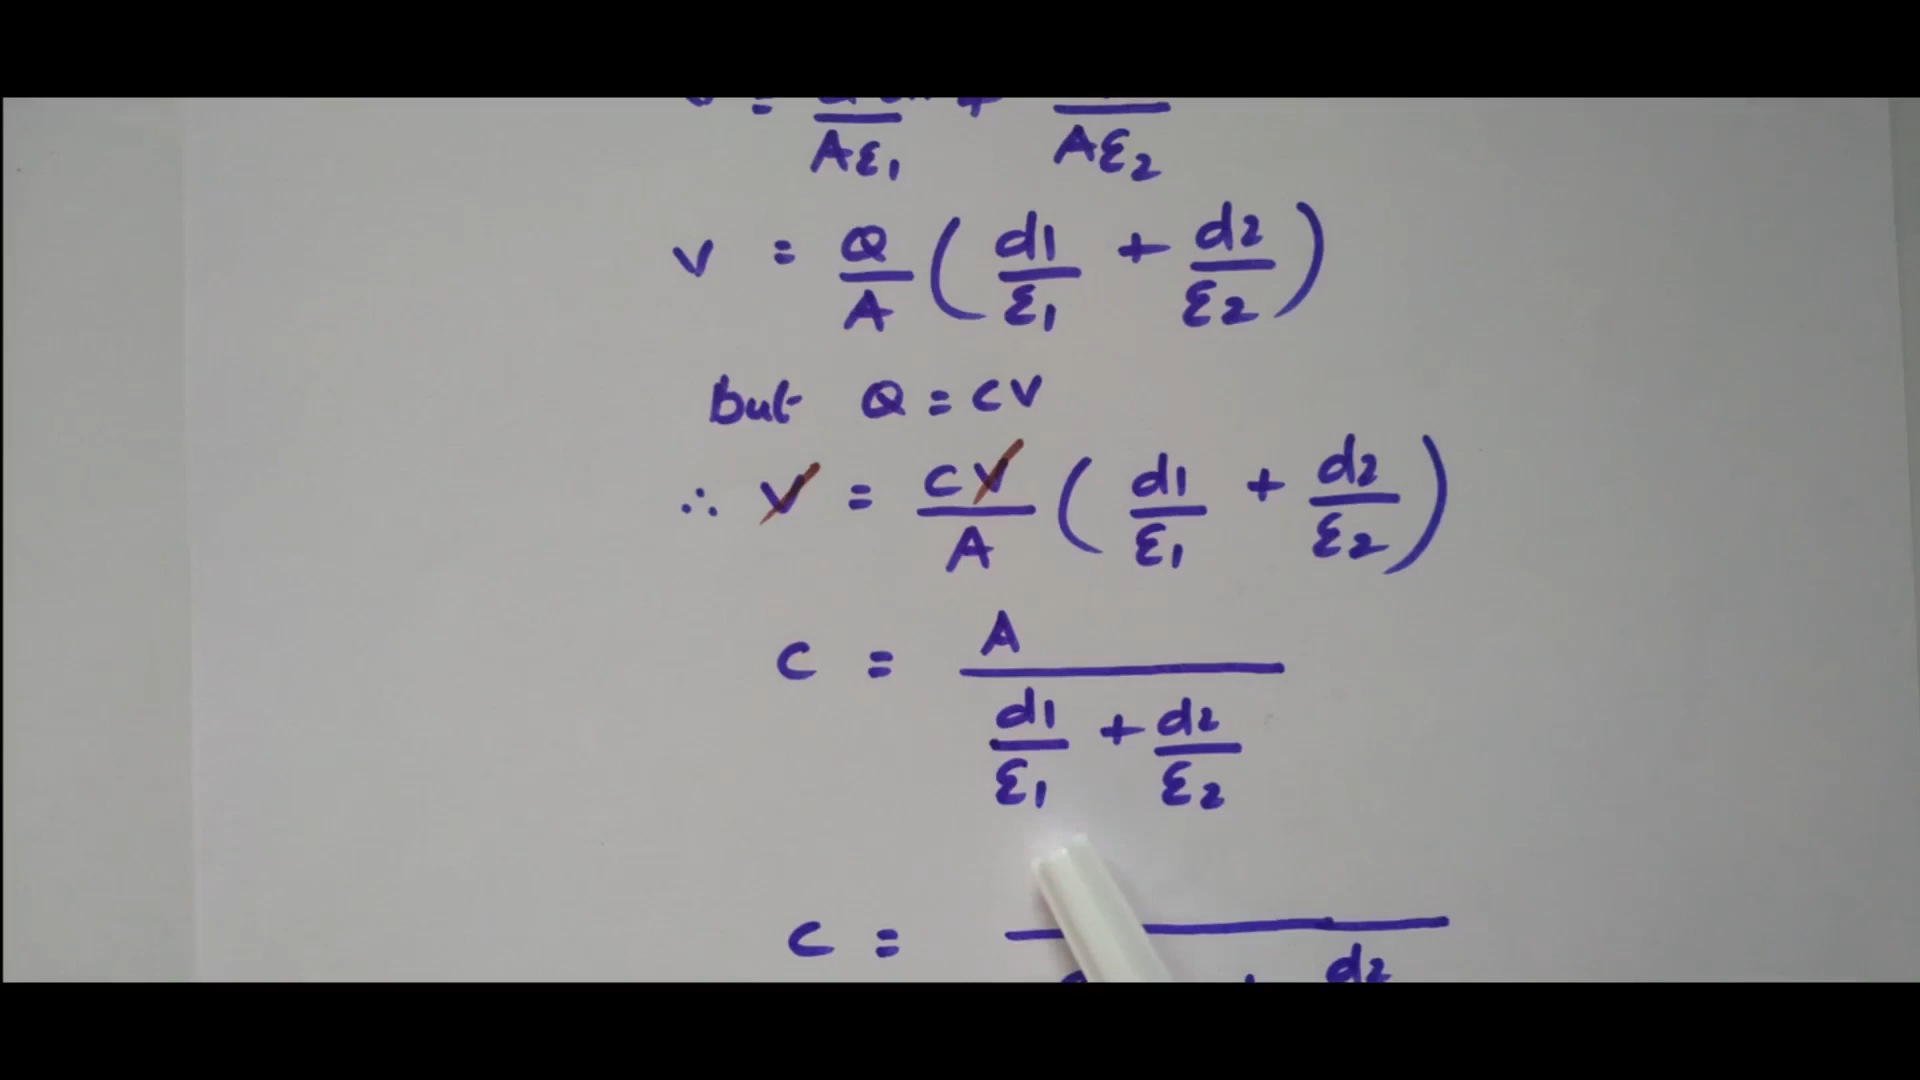 Aε1 Aε2
V = Q/A ( d1/ε1 + d2/ε2 )
but Q = CV
∴ V = CV/A ( d1/ε1 + d2/ε2 )
C = A / ( d1/ε1 + d2/ε2 )
C = d2